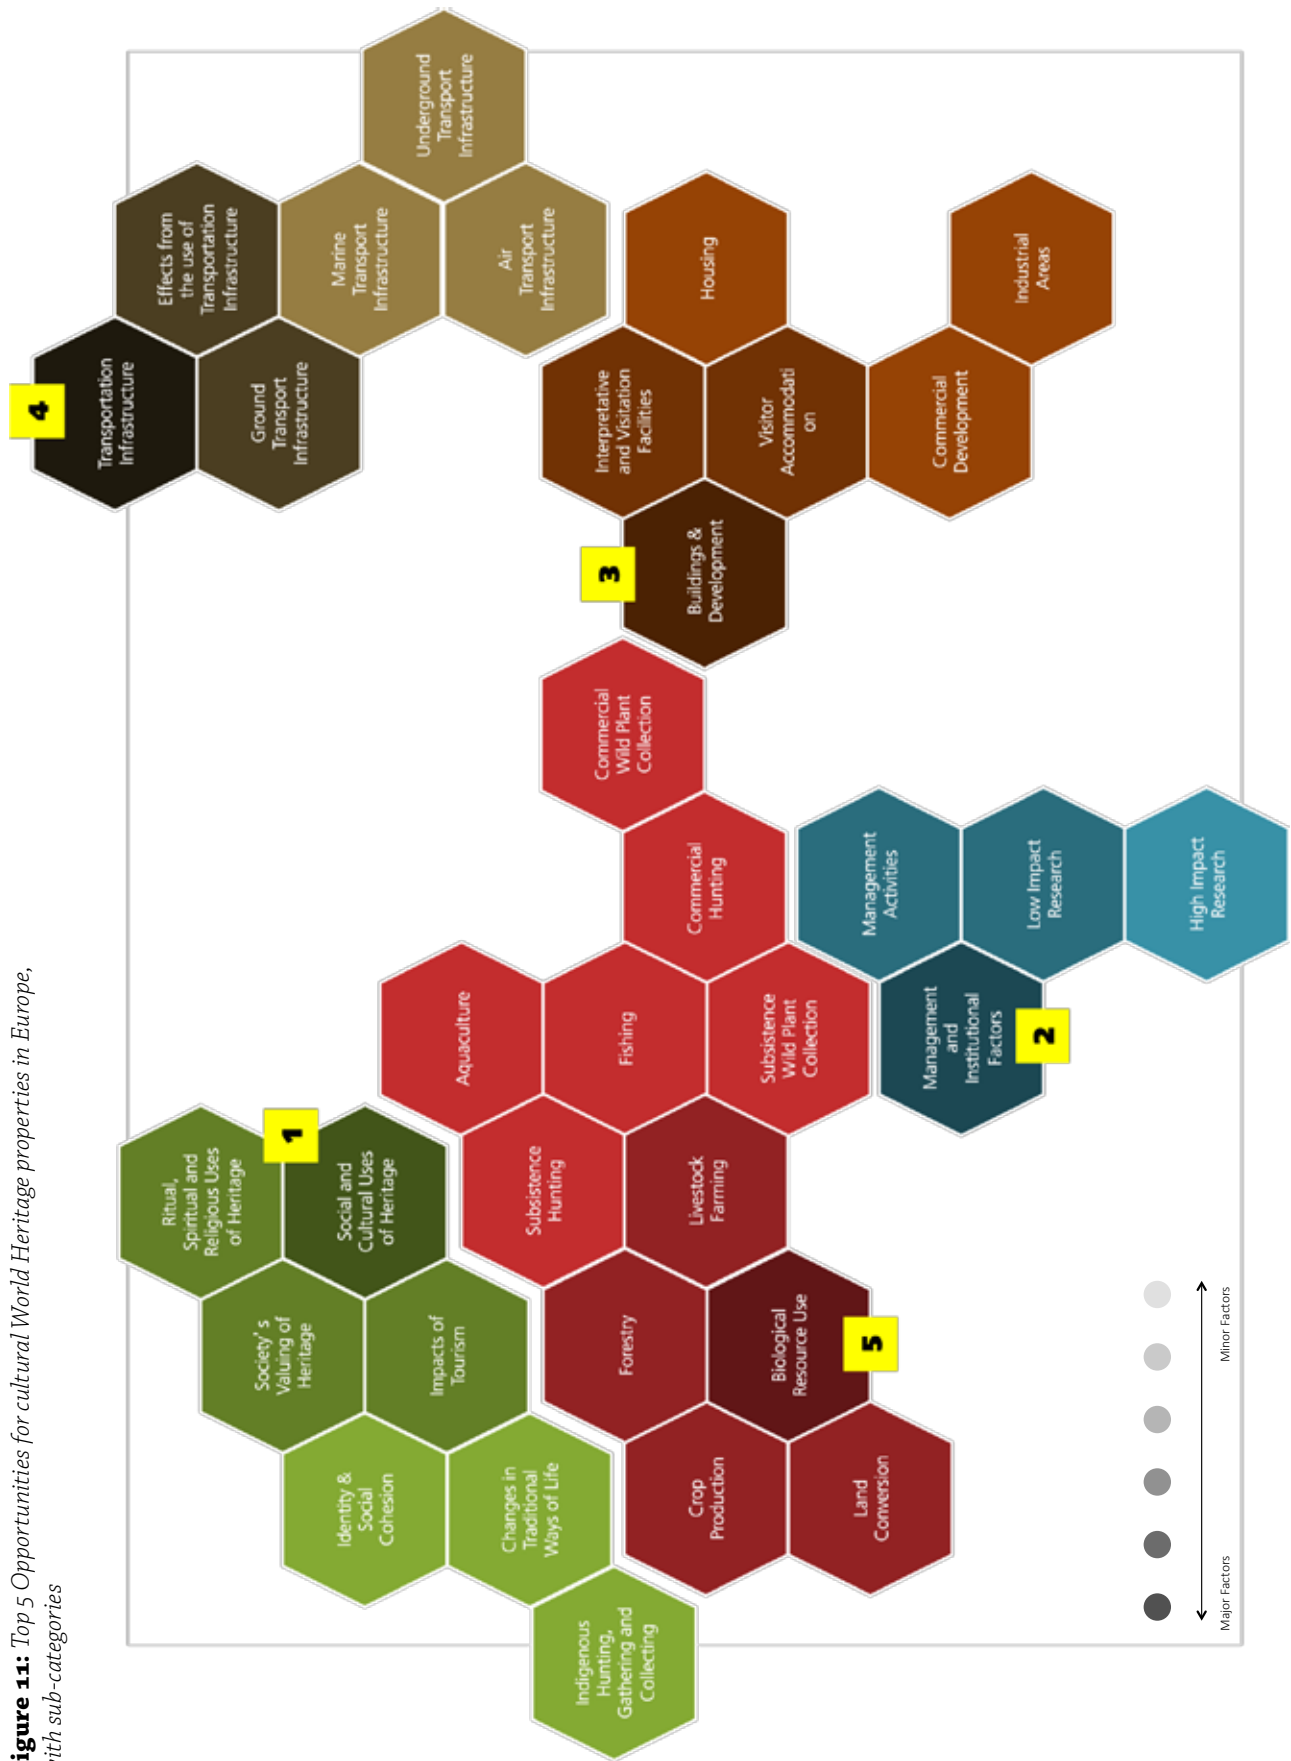 igure 11: Top 5 Opportunities for cultural World Heritage properties in Europe,
ith sub-categories
1
Ritual,
Spiritual and
Religious Uses
of Heritage
Social and
Cultural Uses
of Heritage
Society's
Valuing of
Heritage
Impacts of
Tourism
Identity &
Social
Cohesion
Changes in
Traditional
Ways of Life
Indigenous
Hunting,
Gathering and
Collecting
Aquaculture
Subsistence
Hunting
Fishing
Commercial
Wild Plant
Collection
Commercial
Hunting
Subsistence
Wild Plant
Collection
Livestock
Farming
Forestry
Biological
Resource Use
5
Crop
Production
Land
Conversion
Management
and
Institutional
Factors
2
Management
Activities
Low Impact
Research
High Impact
Research
3
Buildings &
Development
Interpretative
and Visitation
Facilities
Visitor
Accommodati
on
Housing
Commercial
Development
Industrial
Areas
4
Transportation
Infrastructure
Effects from
the use of
Transportation
Infrastructure
Ground
Transport
Infrastructure
Marine
Transport
Infrastructure
Air
Transport
Infrastructure
Underground
Transport
Infrastructure
Major Factors
Minor Factors